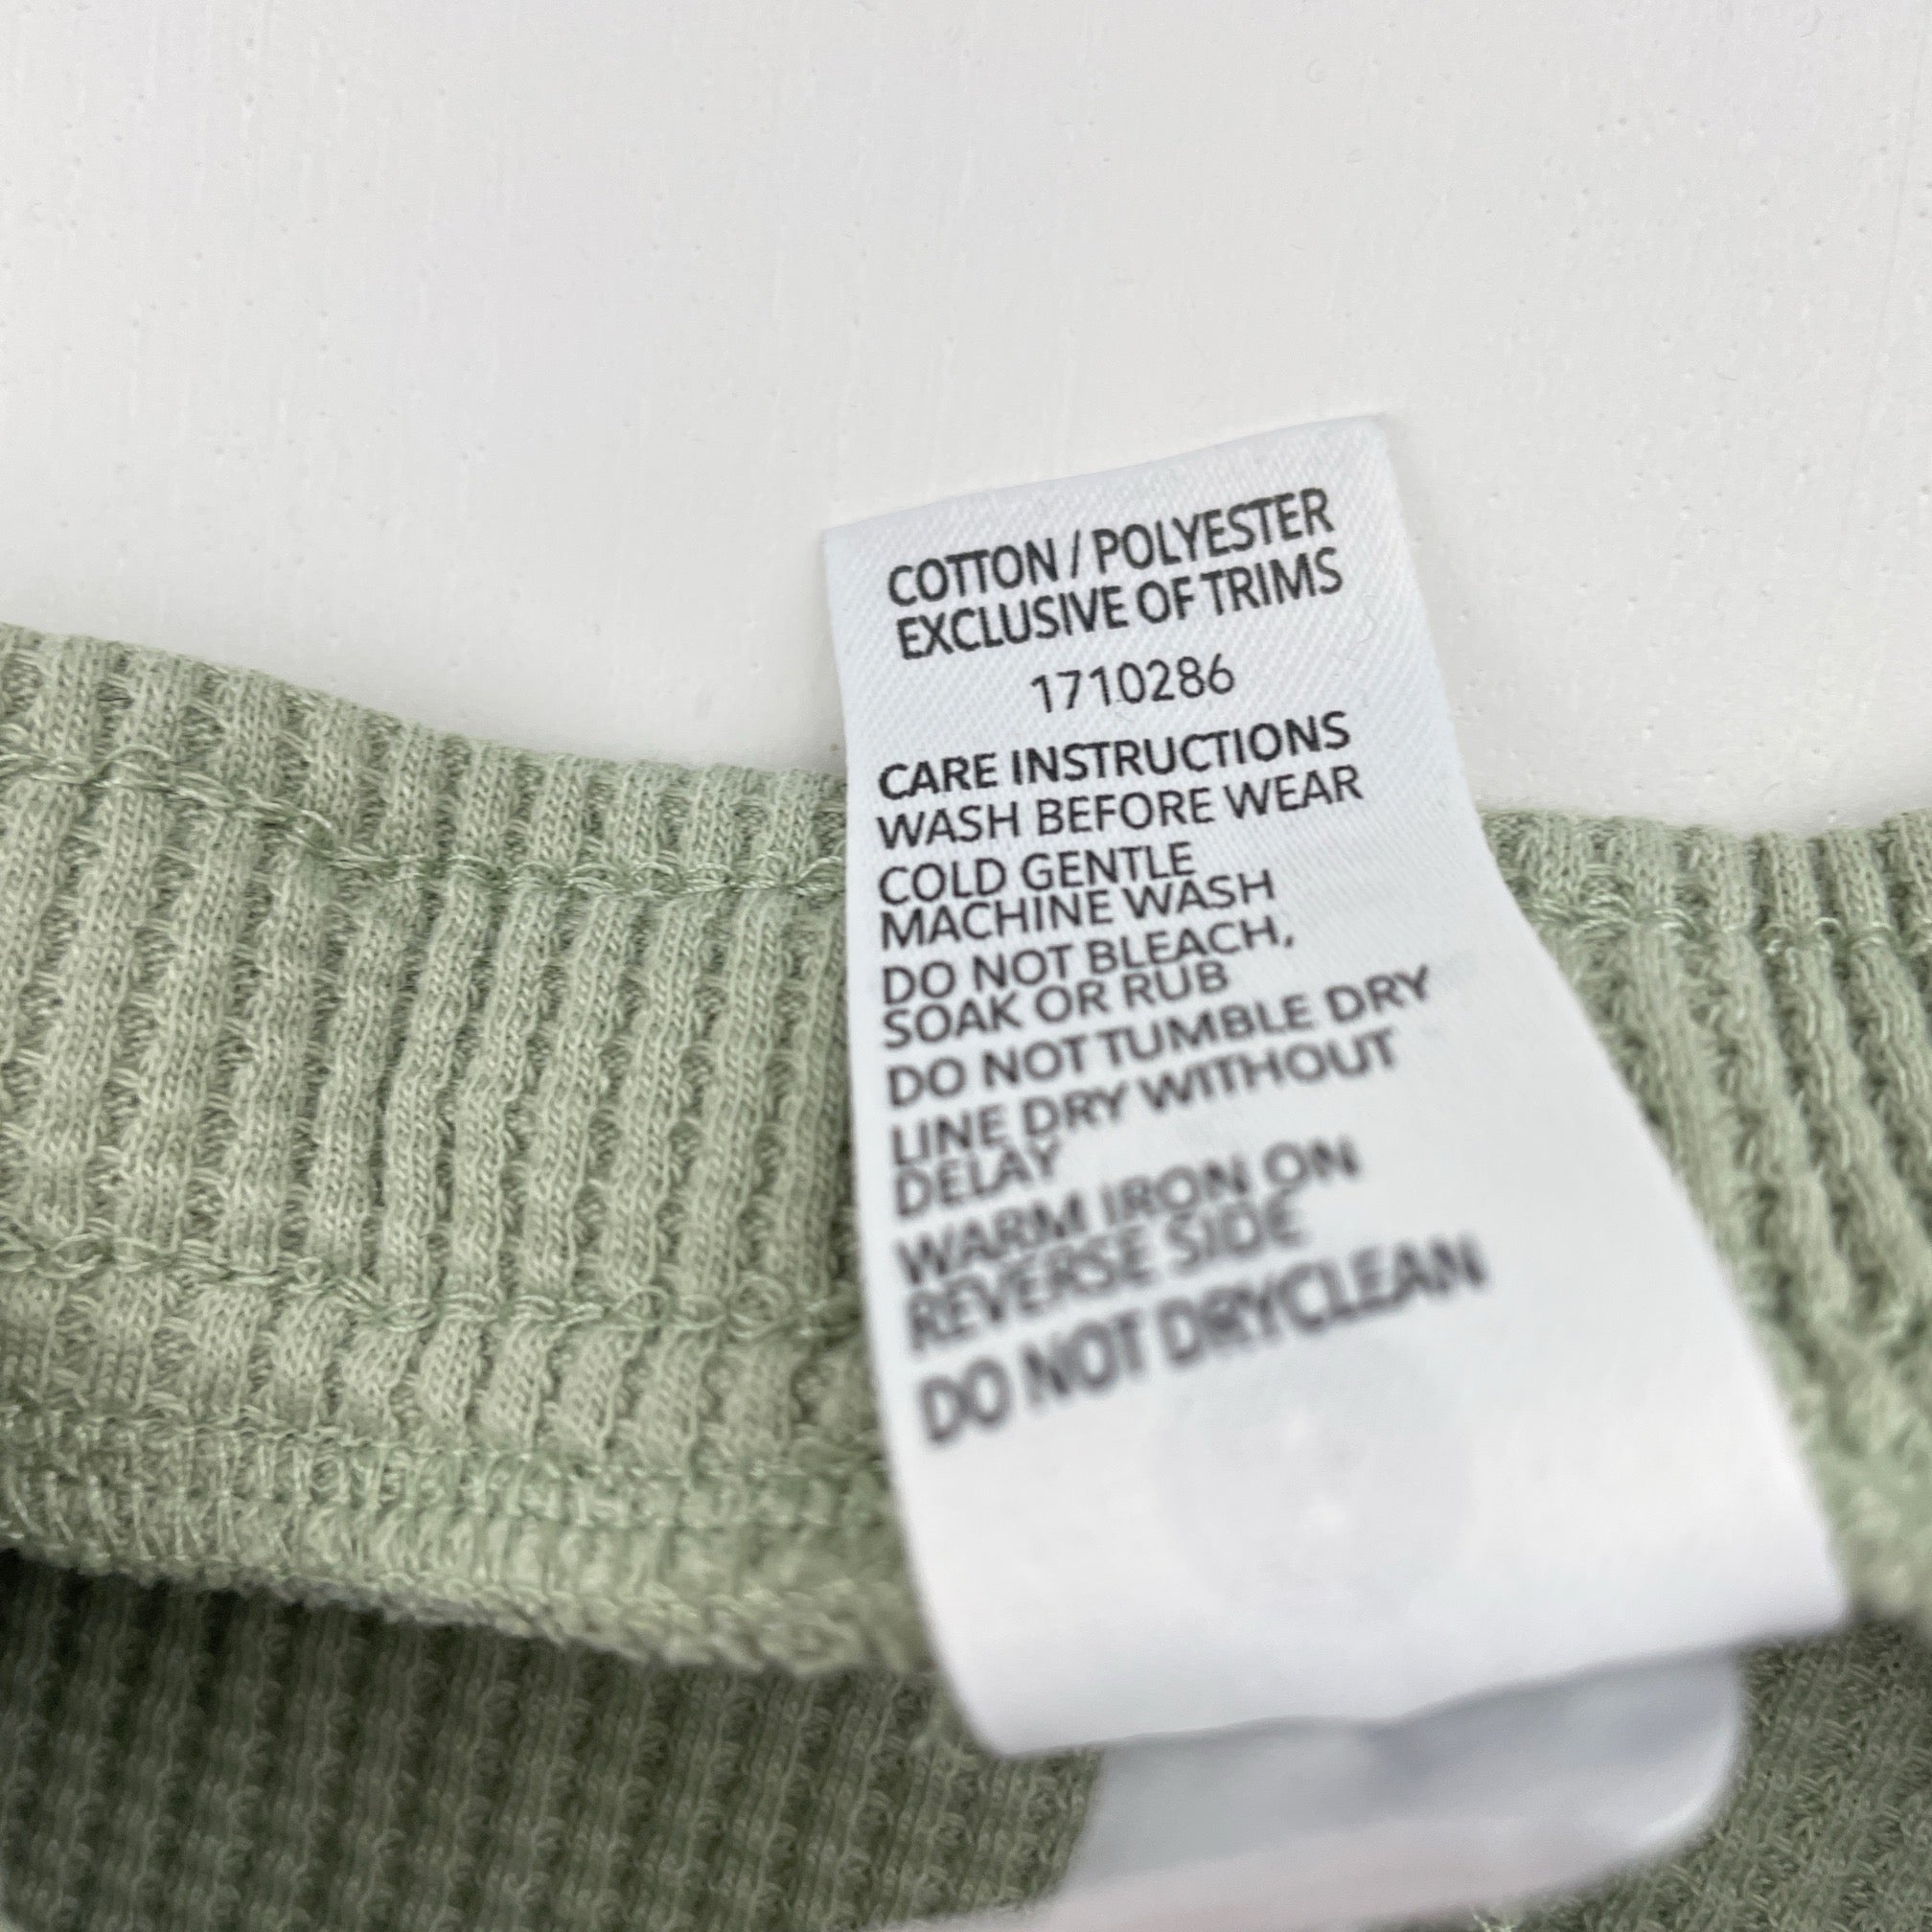 COTTON / POLYESTER
EXCLUSIVE OF TRIMS
1710286
CARE INSTRUCTIONS
WASH BEFORE WEAR
COLD GENTLE
MACHINE WASH
DO NOT BLEACH,
SOAK OR RUB
DO NOT TUMBLE DRY
LINE DRY WITHOUT
DELAY
WARM IRON ON
REVERSE SIDE
DO NOT DRYCLEAN